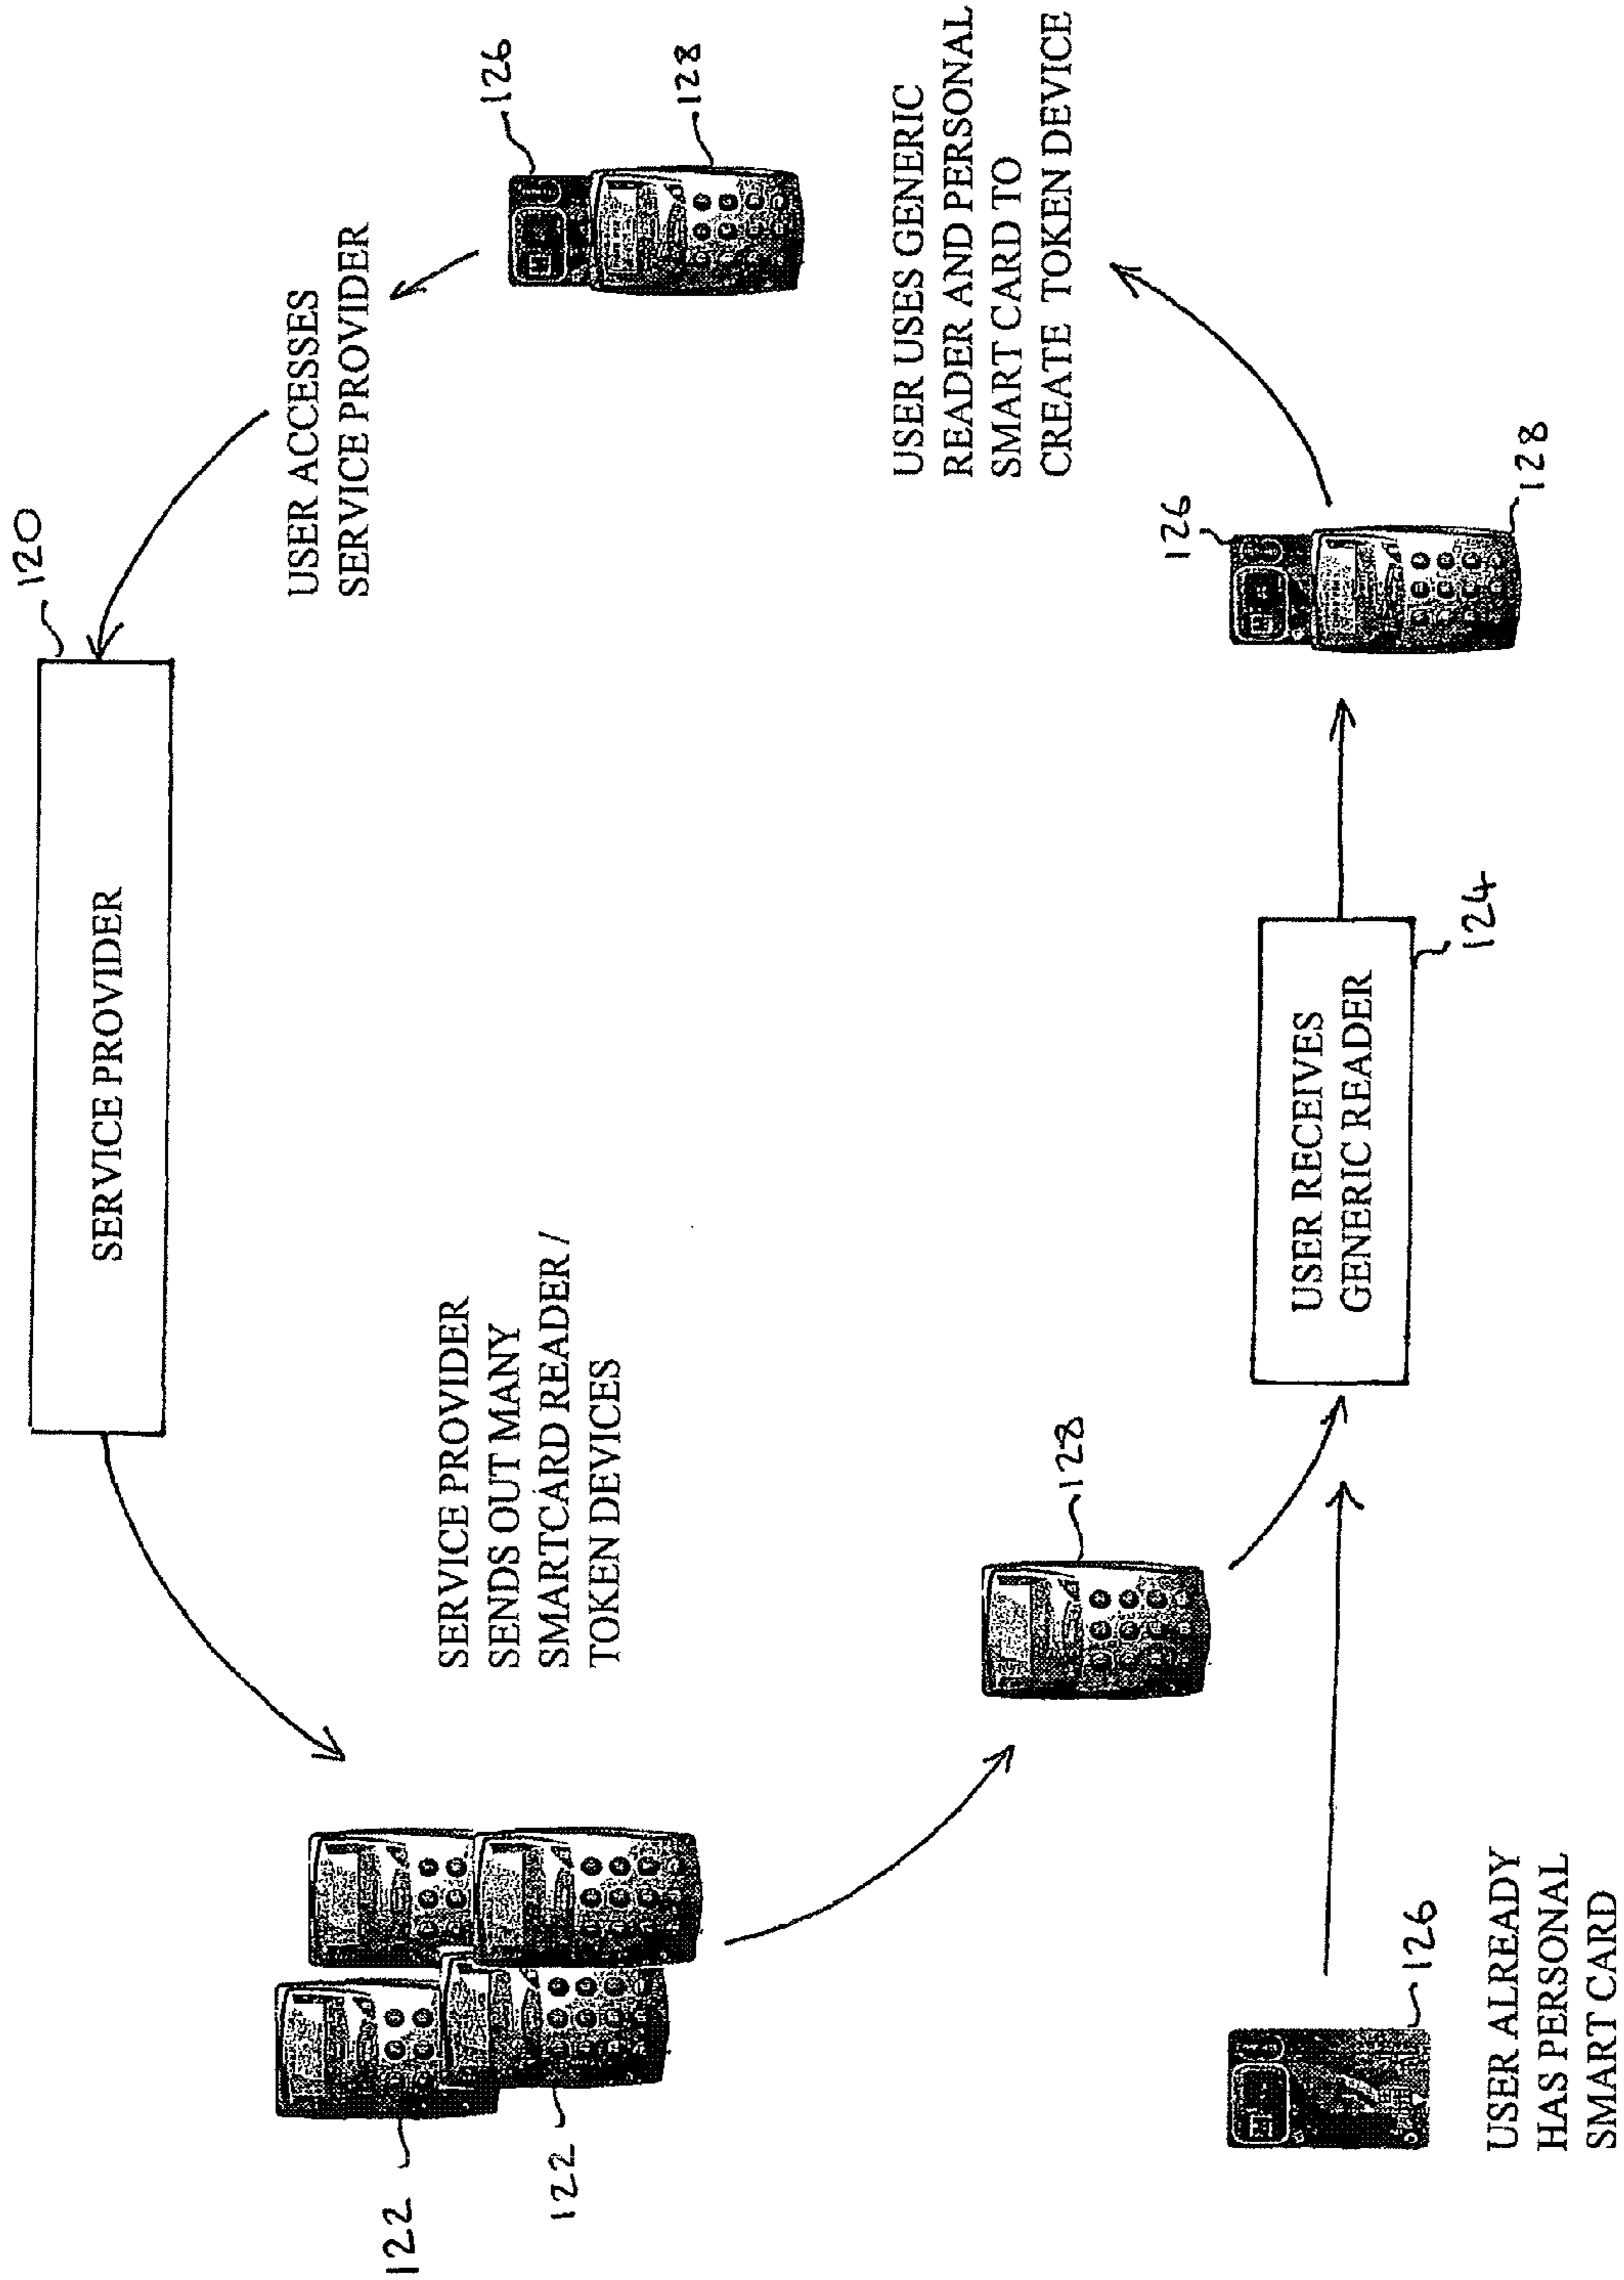 120
SERVICE PROVIDER
SERVICE PROVIDER
SENDS OUT MANY
SMARTCARD READER /
TOKEN DEVICES
USER ACCESSES
SERVICE PROVIDER
126
128
122
122
128
USER USES GENERIC
READER AND PERSONAL
SMART CARD TO
CREATE TOKEN DEVICE
126
USER ALREADY
HAS PERSONAL
SMART CARD
USER RECEIVES
GENERIC READER
124
126
128